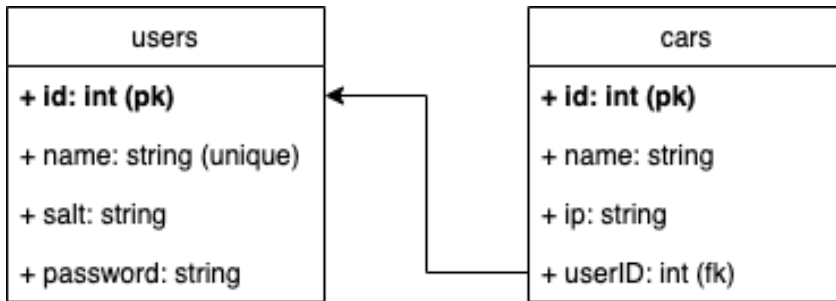 users
+ id: int (pk)
+ name: string (unique)
+ salt: string
+ password: string
cars
+ id: int (pk)
+ name: string
+ ip: string
+ userID: int (fk)